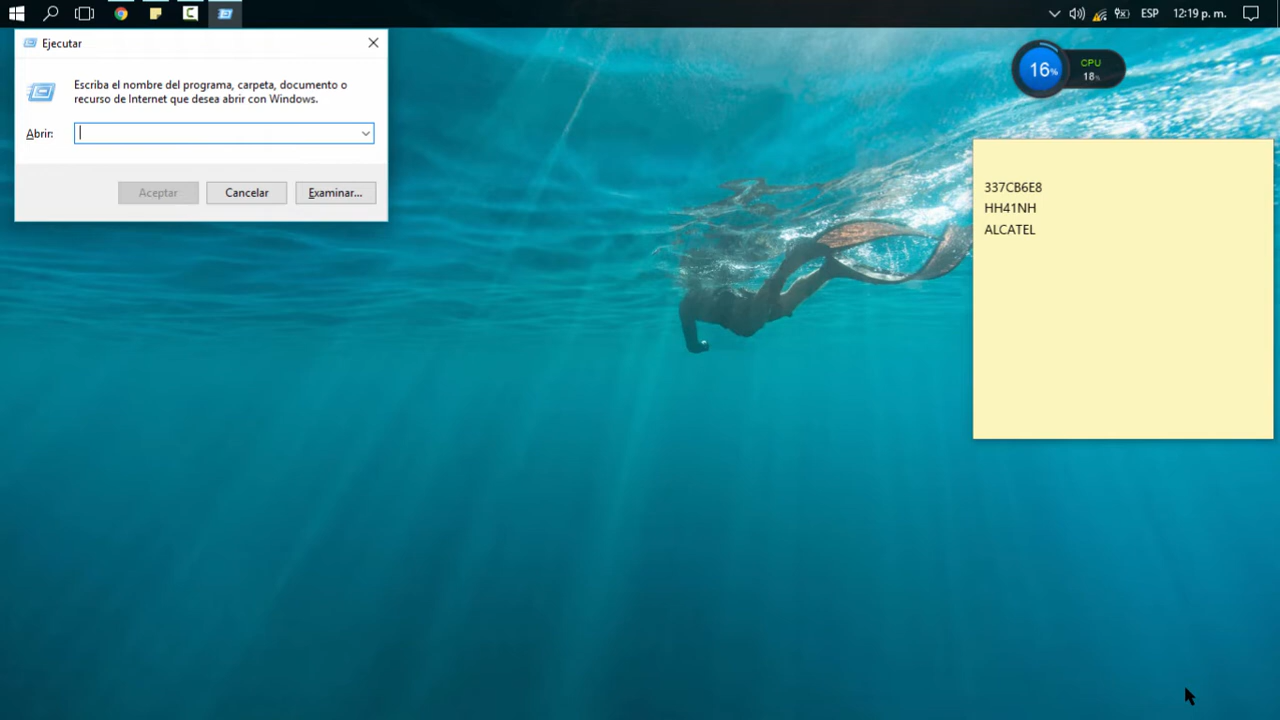 ESP
12:19 p. m.
Ejecutar
Escriba el nombre del programa, carpeta, documento o
recurso de Internet que desea abrir con Windows.
Abrir:
Aceptar
Cancelar
Examinar...
16%
CPU
18%
337CB6E8
HH41NH
ALCATEL